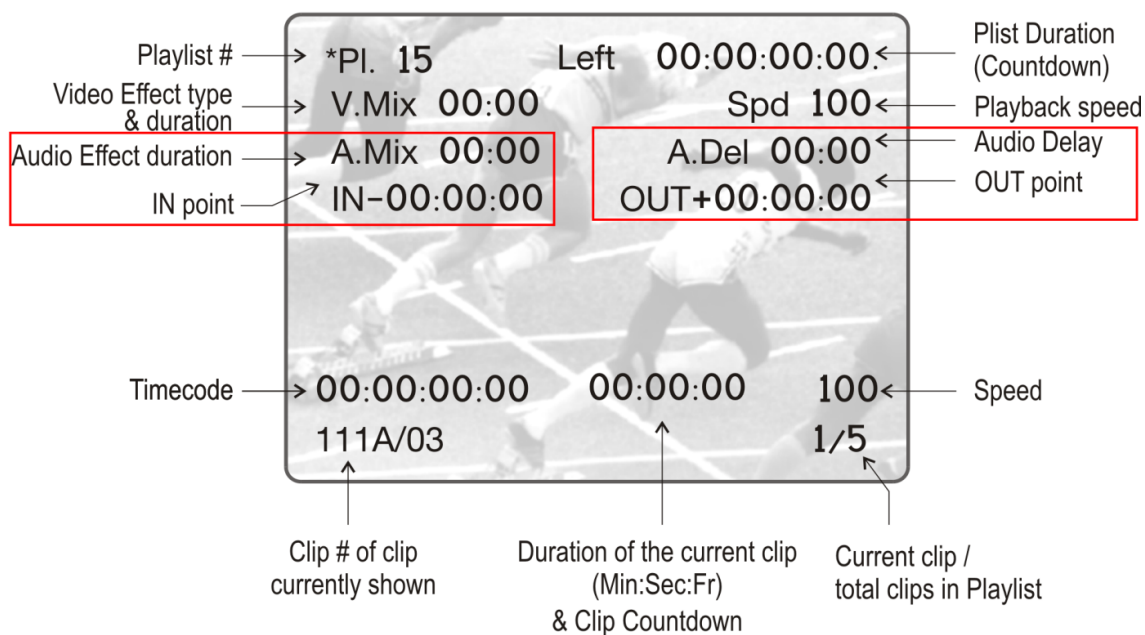 Playlist # *Pl. 15 Left 00:00:00:00. Plist Duration
(Countdown)
Video Effect type
& duration V.Mix 00:00 Spd 100 Playback speed
Audio Effect duration A.Mix 00:00 A.Del 00:00 Audio Delay
IN point IN-00:00:00 OUT+00:00:00 OUT point
Timecode 00:00:00:00 00:00:00 100 Speed
111A/03 1/5
Clip # of clip
currently shown
Duration of the current clip
(Min:Sec:Fr)
& Clip Countdown
Current clip /
total clips in Playlist